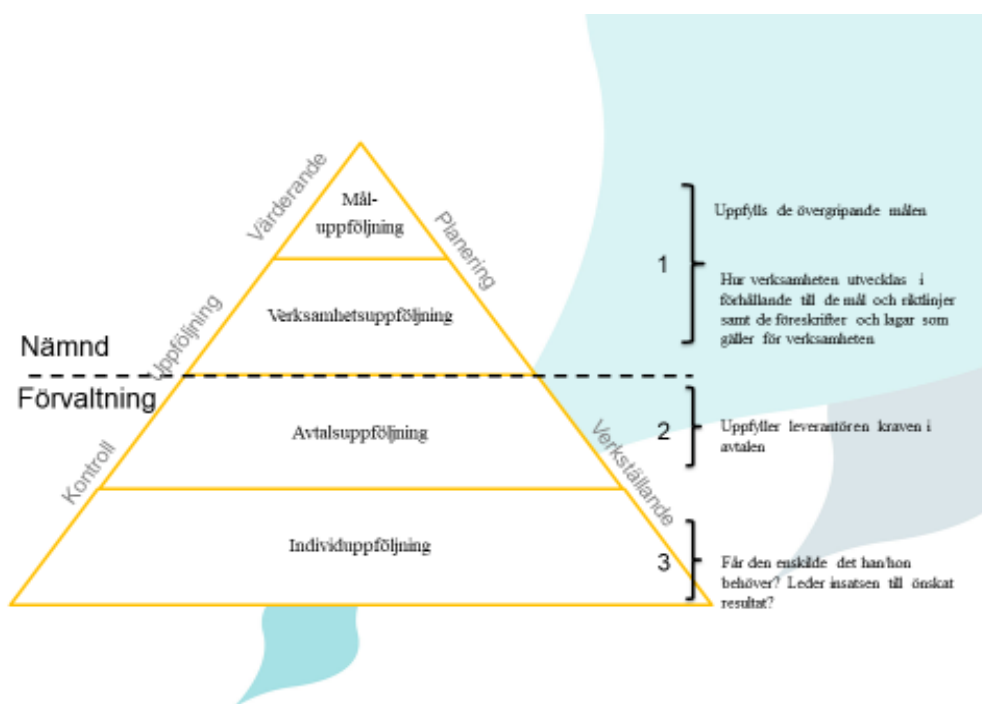 Värderande
Mål-
uppföljning
Planering
1
Uppfylls de övergripande målen
Hur verksamheten utvecklas i
förhållande till de mål och riktlinjer
samt de föreskrifter och lagar som
gäller för verksamheten
Uppföljning
Verksamhetsuppföljning
Nämnd
Förvaltning
Kontroll
Avtalsuppföljning
Verkställande
2
Uppfyller leverantören kraven i
avtalen
Individuppföljning
3
Får den enskilde det han/hon
behöver? Leder insatsen till önskat
resultat?